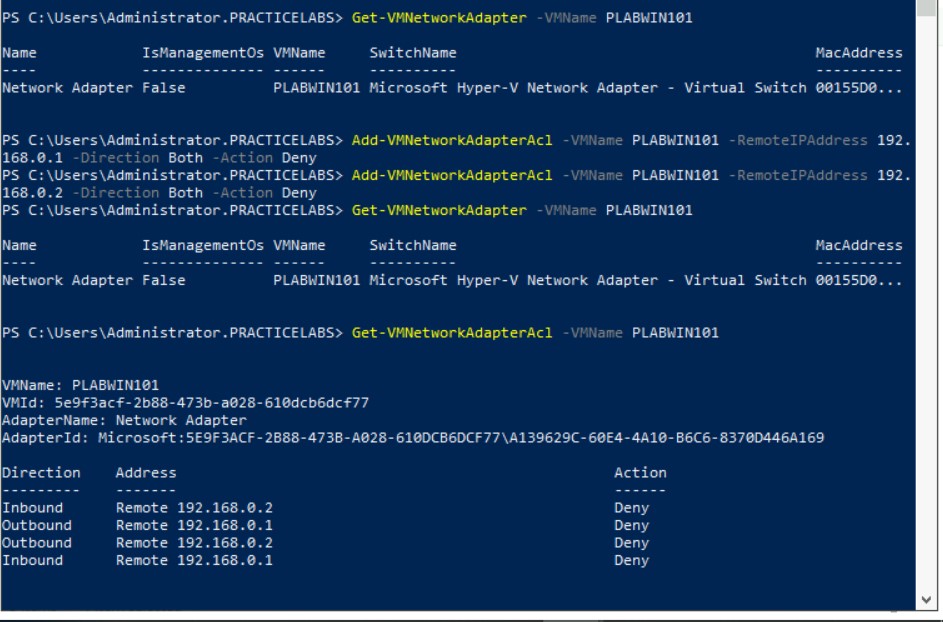 PS C:\Users\Administrator.PRACTICELABS> Get-VMNetworkAdapter -VMName PLABWIN101
Name IsManagementOs VMName SwitchName MacAddress
---- -------------- ------ ---------- ----------
Network Adapter False PLABWIN101 Microsoft Hyper-V Network Adapter - Virtual Switch 00155D0...
PS C:\Users\Administrator.PRACTICELABS> Add-VMNetworkAdapterAcl -VMName PLABWIN101 -RemoteIPAddress 192.
168.0.1 -Direction Both -Action Deny
PS C:\Users\Administrator.PRACTICELABS> Add-VMNetworkAdapterAcl -VMName PLABWIN101 -RemoteIPAddress 192.
168.0.2 -Direction Both -Action Deny
PS C:\Users\Administrator.PRACTICELABS> Get-VMNetworkAdapter -VMName PLABWIN101
Name IsManagementOs VMName SwitchName MacAddress
---- -------------- ------ ---------- ----------
Network Adapter False PLABWIN101 Microsoft Hyper-V Network Adapter - Virtual Switch 00155D0...
PS C:\Users\Administrator.PRACTICELABS> Get-VMNetworkAdapterAcl -VMName PLABWIN101
VMName: PLABWIN101
VMId: 5e9f3acf-2b88-473b-a028-610dcb6dcf77
AdapterName: Network Adapter
AdapterId: Microsoft:5E9F3ACF-2B88-473B-A028-610DCB6DCF77\A139629C-60E4-4A10-B6C6-8370D446A169
Direction Address Action
--------- ------- ------
Inbound Remote 192.168.0.2 Deny
Outbound Remote 192.168.0.1 Deny
Outbound Remote 192.168.0.2 Deny
Inbound Remote 192.168.0.1 Deny